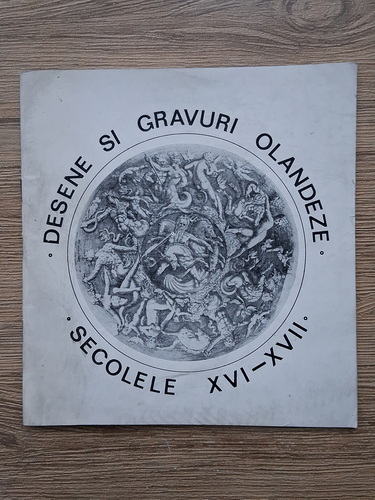 DESENE SI GRAVURI OLANDEZE
SECOLELE XVI-XVII